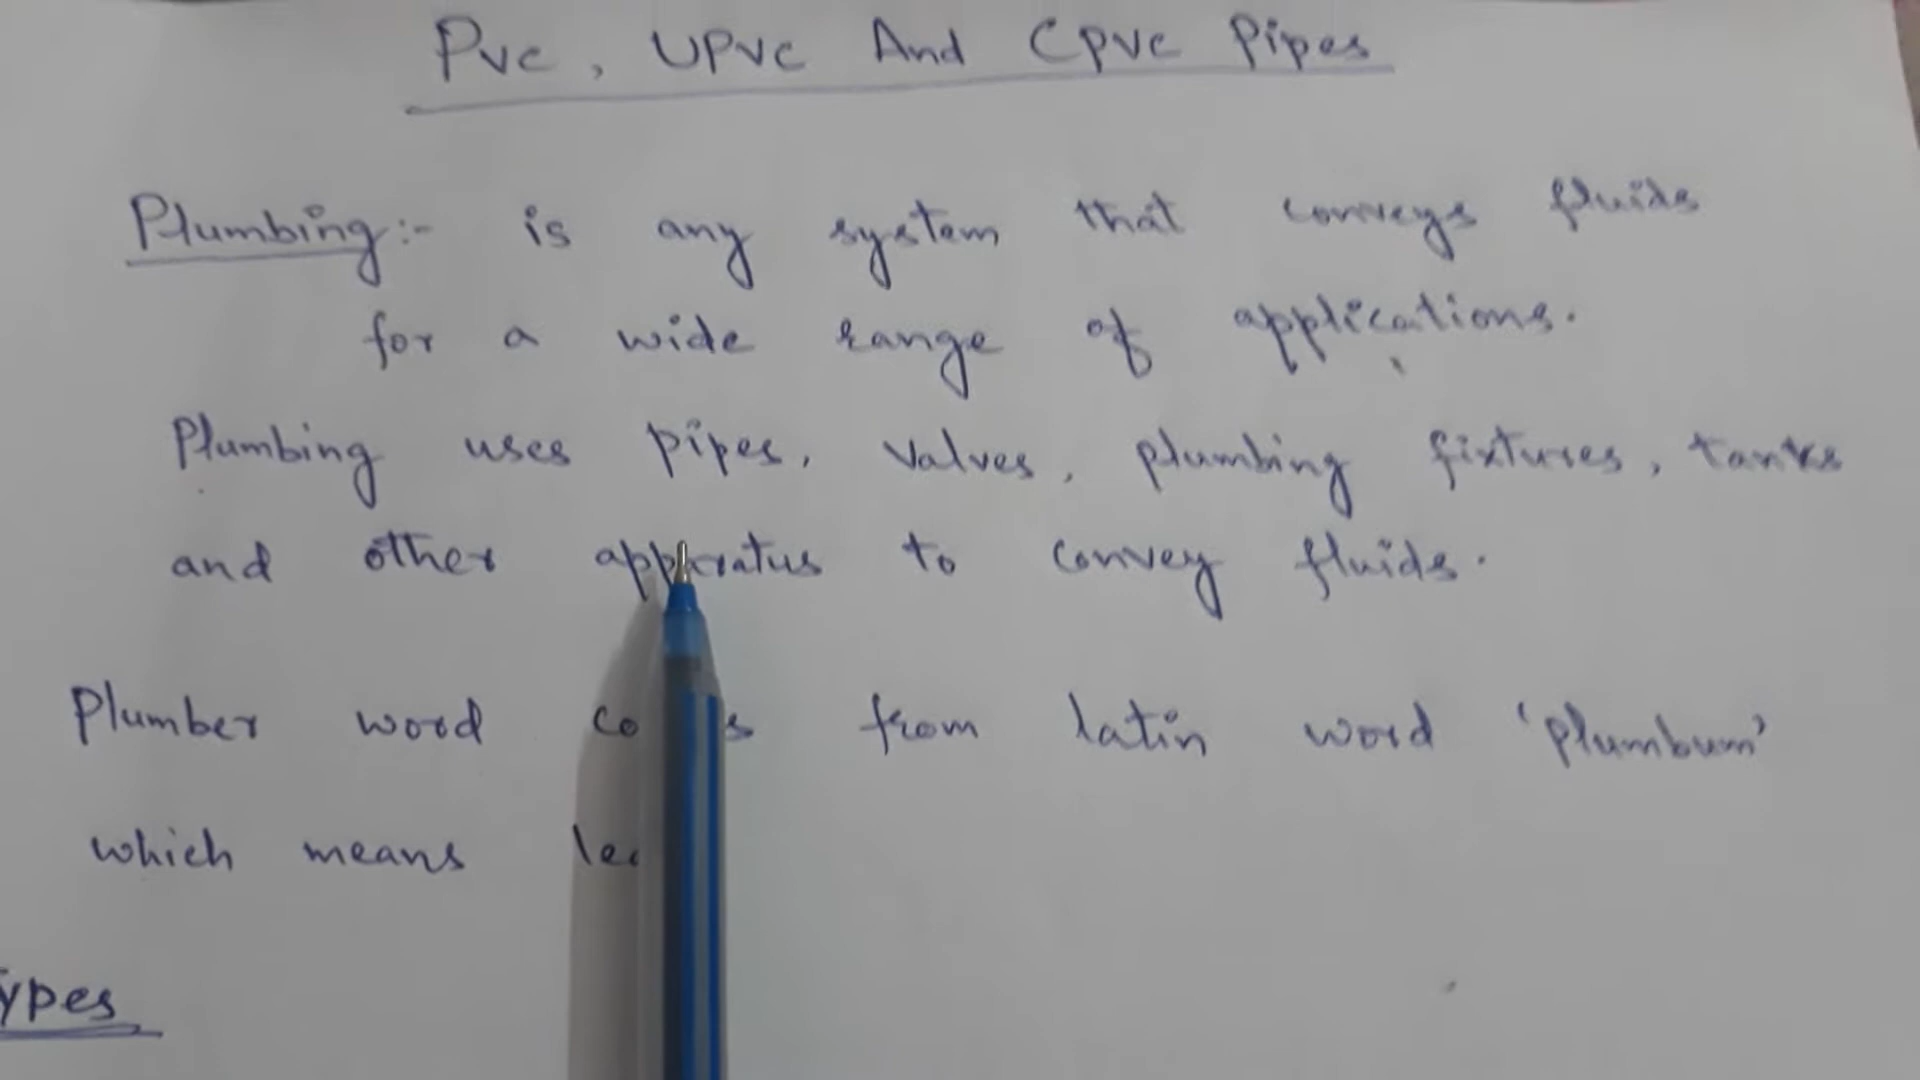 Pvc, UPVC And CPVC Pipes
Plumbing:- is any system that conveys fluids
for a wide range of applications.
Plumbing uses pipes, valves, plumbing fixtures, tanks
and other apparatus to convey fluids.
Plumber word co s from latin word 'plumbum'
which means le
ypes